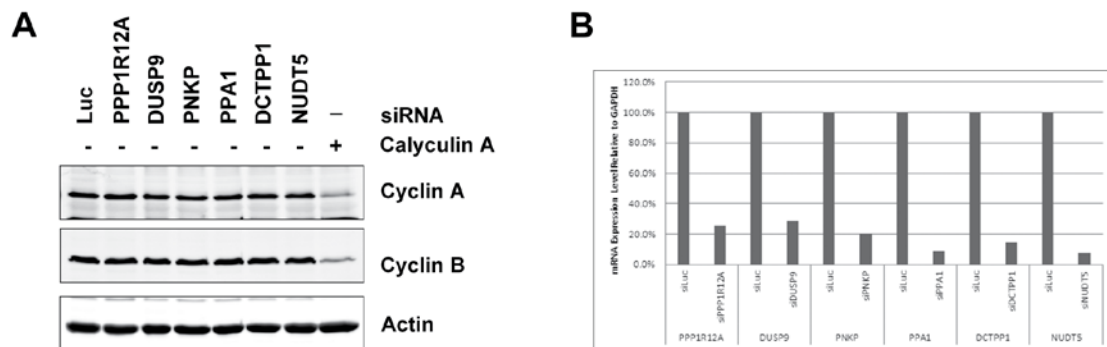 A
Luc
PPP1R12A
DUSP9
PNKP
PPA1
DCTPP1
NUDT5
– siRNA
- - - - - - - + Calyculin A
Cyclin A
Cyclin B
Actin
B
mRNA Expression Level Relative to GAPDH
120.0%
100.0%
80.0%
60.0%
40.0%
20.0%
0.0%
siLuc
siPPP1R12A
siLuc
siDUSP9
siLuc
siPNKP
siLuc
siPPA1
siLuc
siDCTPP1
siLuc
siNUDT5
PPP1R12A DUSP9 PNKP PPA1 DCTPP1 NUDT5